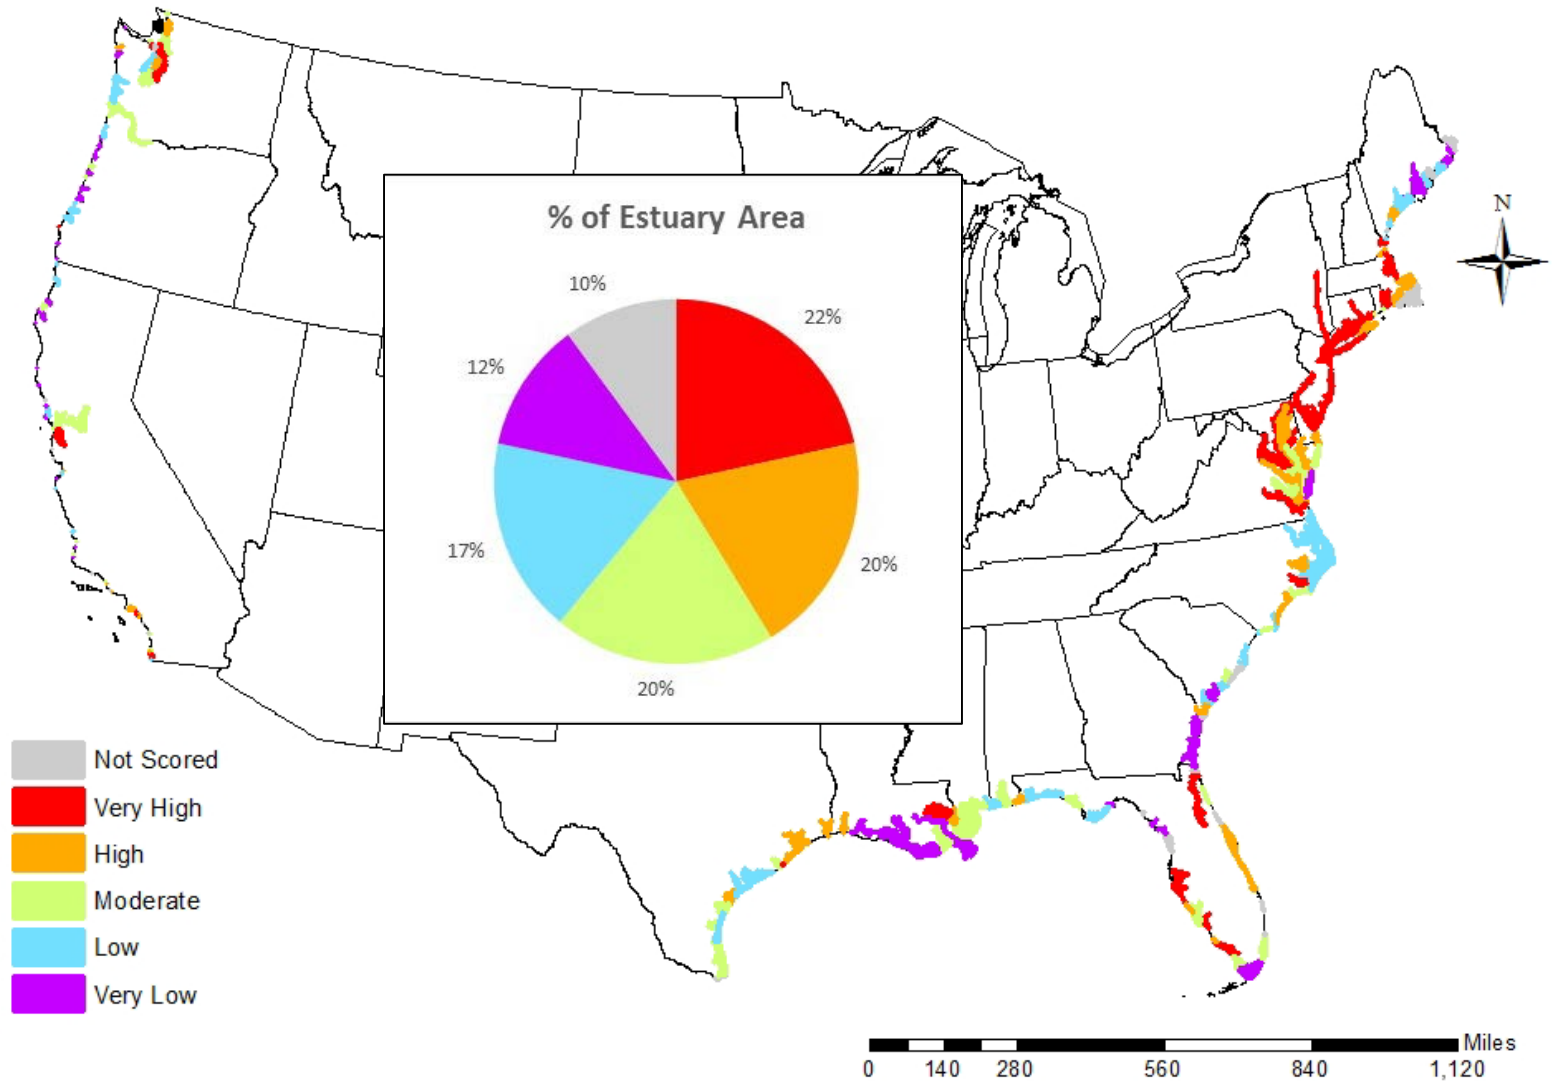 N
% of Estuary Area
10%
22%
12%
17%
20%
20%
Not Scored
Very High
High
Moderate
Low
Very Low
Miles
0 140 280 560 840 1,120